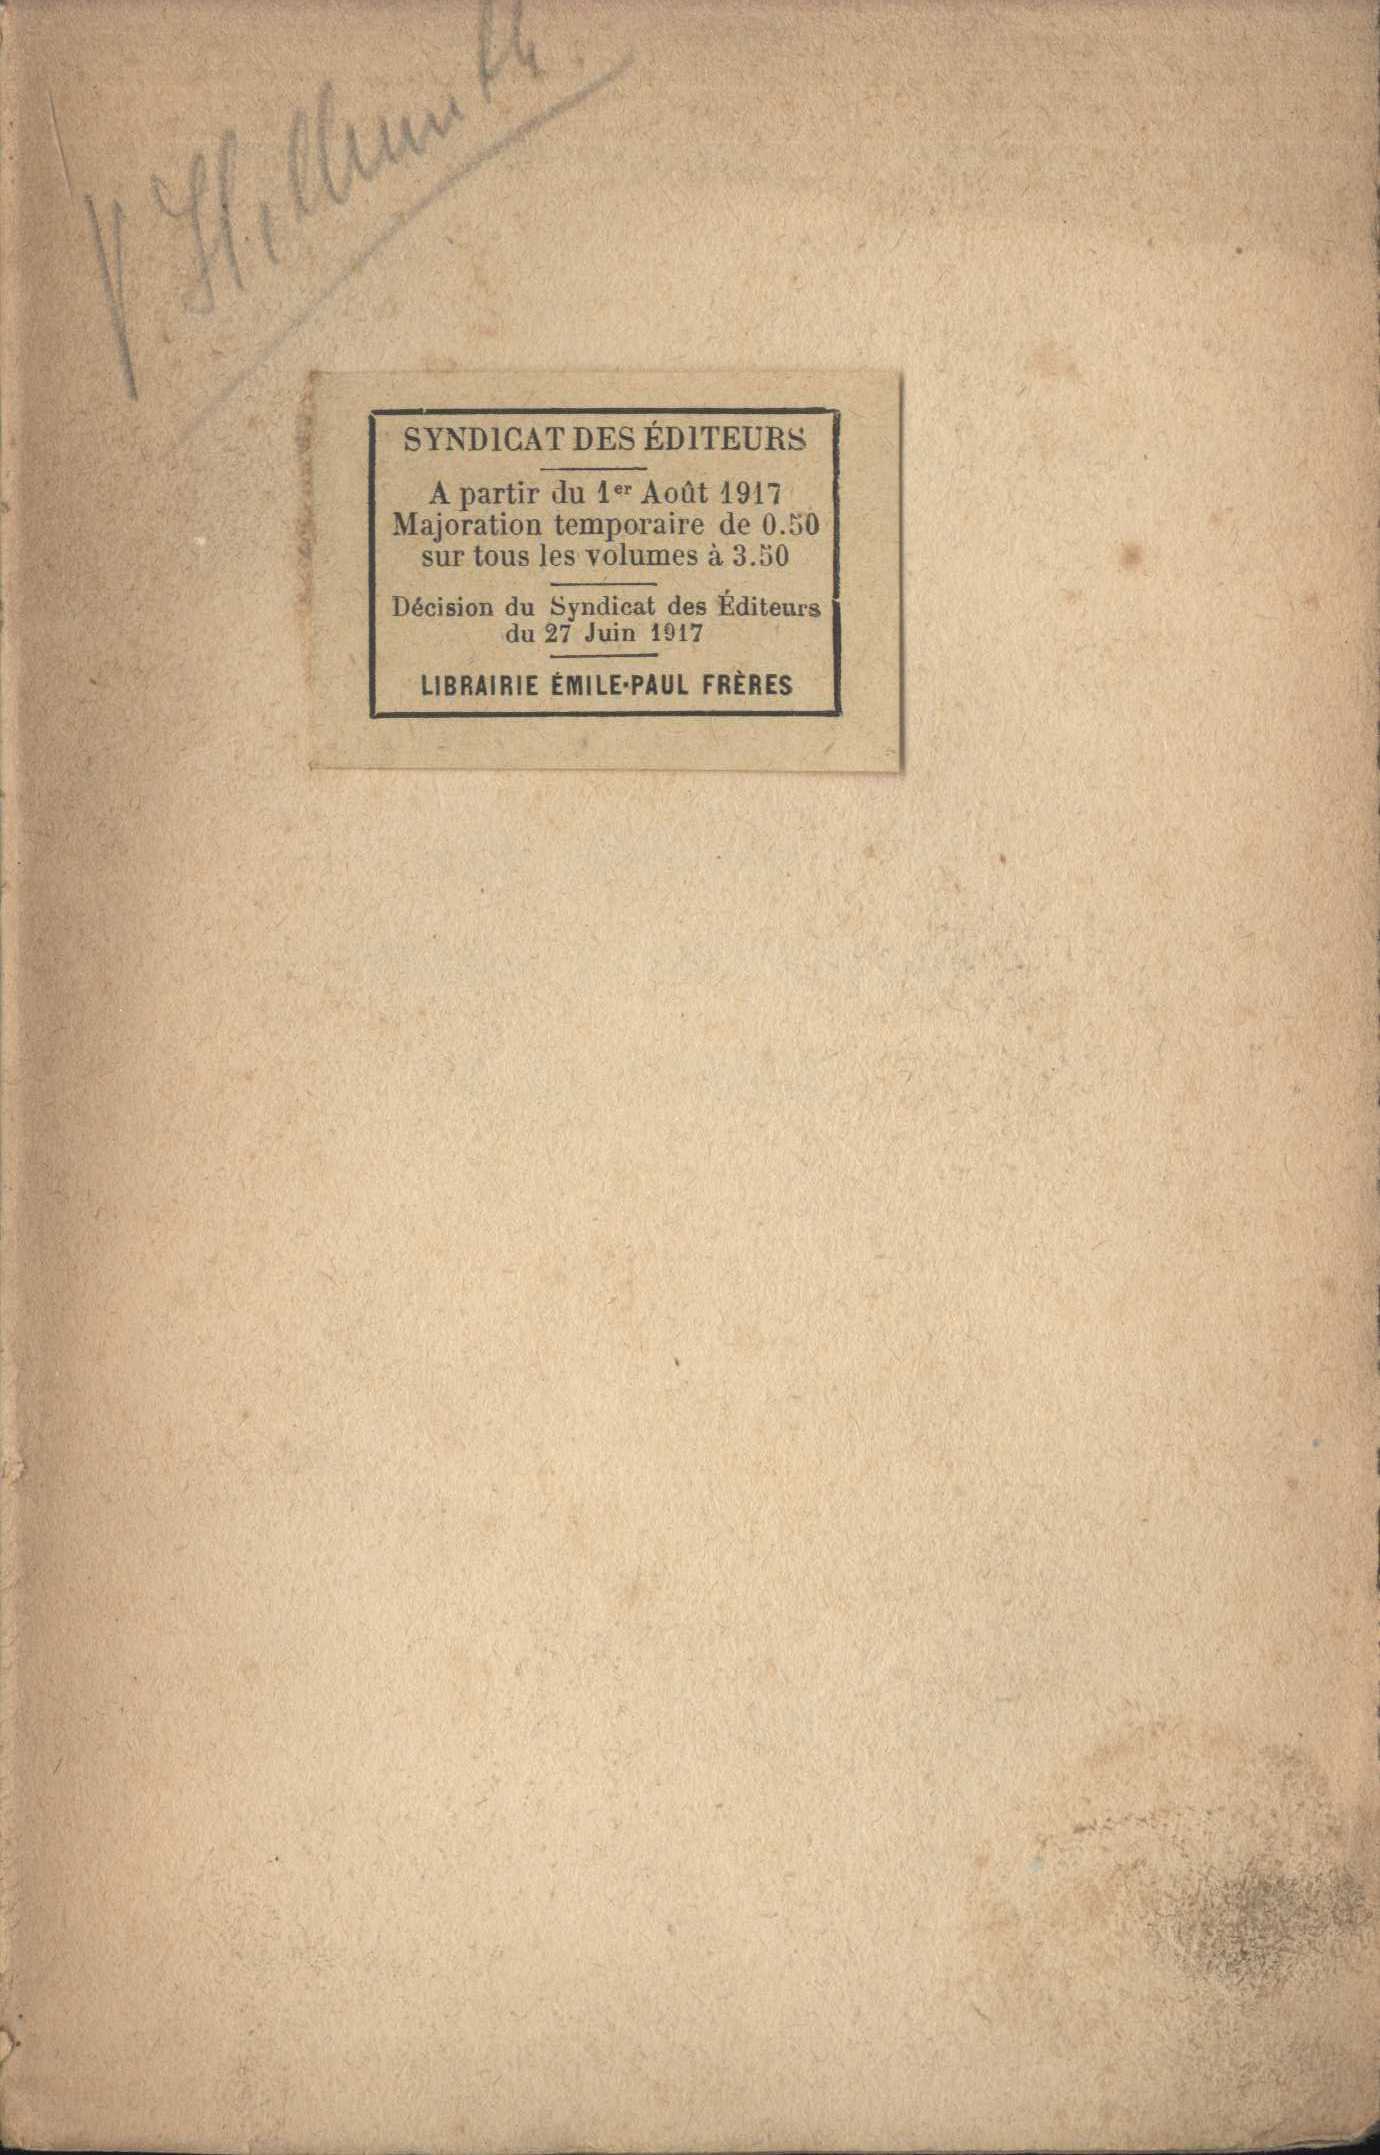 SYNDICAT DES ÉDITEURS
A partir du 1er Août 1917
Majoration temporaire de 0.50
sur tous les volumes à 3.50
Décision du Syndicat des Éditeurs
du 27 Juin 1917
LIBRAIRIE ÉMILE-PAUL FRÈRES